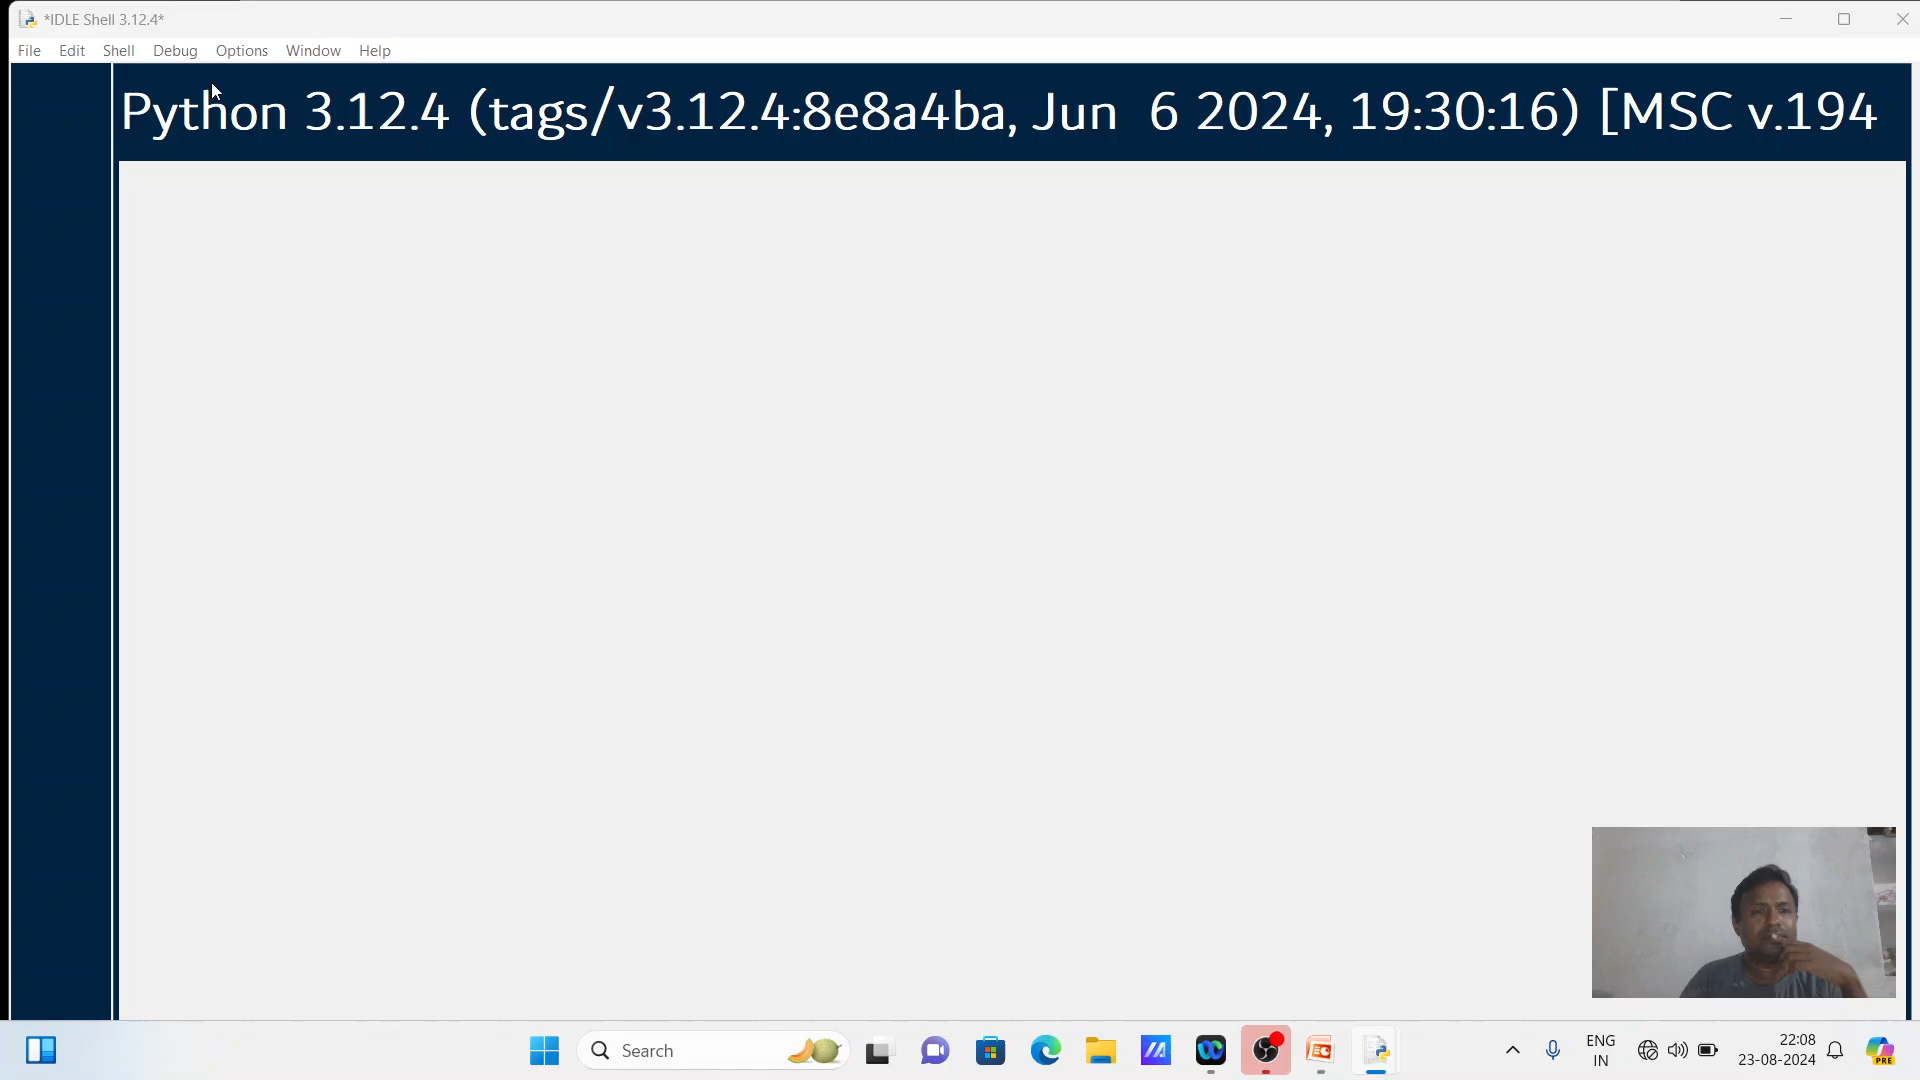 *IDLE Shell 3.12.4*
File Edit Shell Debug Options Window Help
Python 3.12.4 (tags/v3.12.4:8e8a4ba, Jun  6 2024, 19:30:16) [MSC v.194
Search
ENG
IN
22:08
23-08-2024
PRE